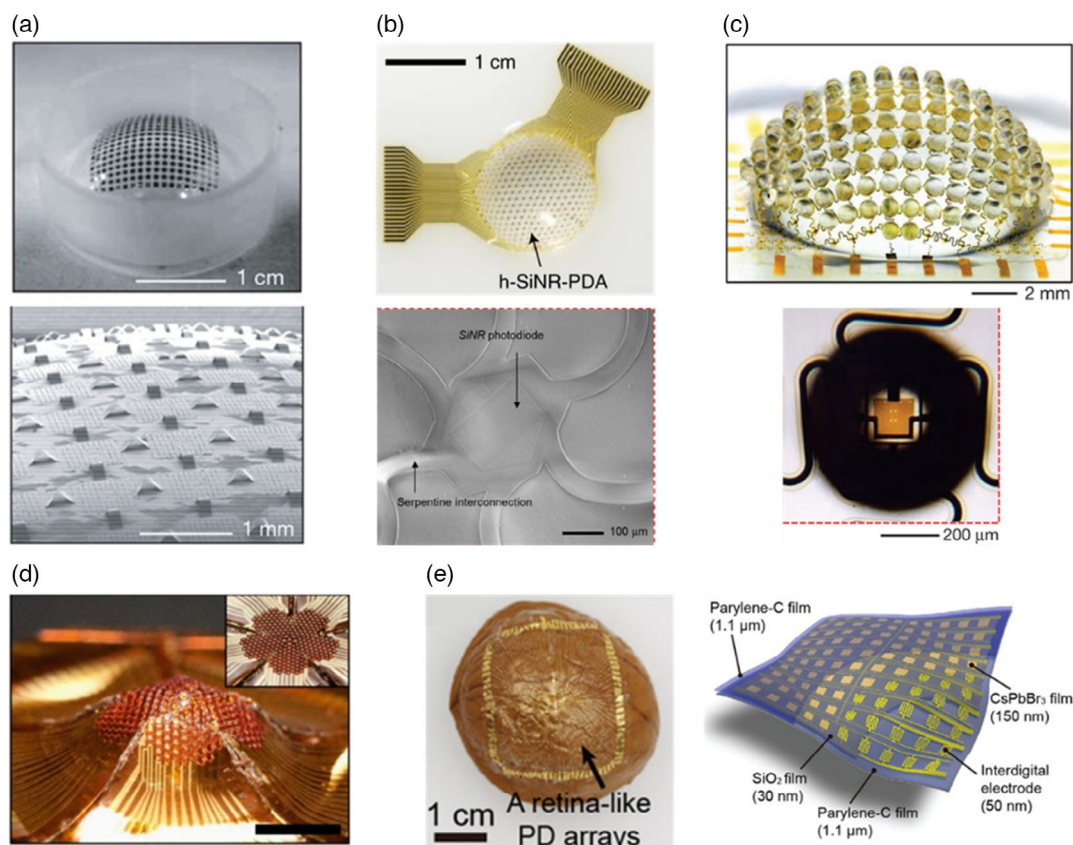 (a)
1 cm
1 mm
(b)
1 cm
h-SiNR-PDA
SiNR photodiode
Serpentine interconnection
100 μm
(c)
2 mm
200 μm
(d)
(e)
1 cm
A retina-like
PD arrays
Parylene-C film
(1.1 μm)
CsPbBr₃ film
(150 nm)
SiO₂ film
(30 nm)
Parylene-C film
(1.1 μm)
Interdigital
electrode
(50 nm)